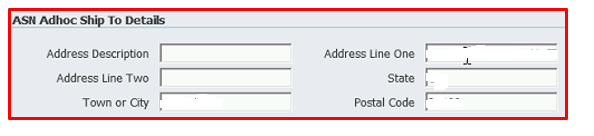 ASN Adhoc Ship To Details
Address Description Address Line One
Address Line Two State
Town or City Postal Code